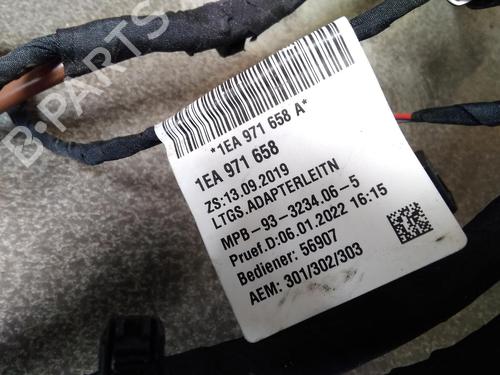 *1EA 971 658 A*
1EA 971 658
ZS:13.09.2019
LTGS.ADAPTERLEITN
MPB-93-3234.06-5
Pruef.D:06.01.2022 16:15
Bediener: 56907
AEM: 301/302/303
B-PARTS